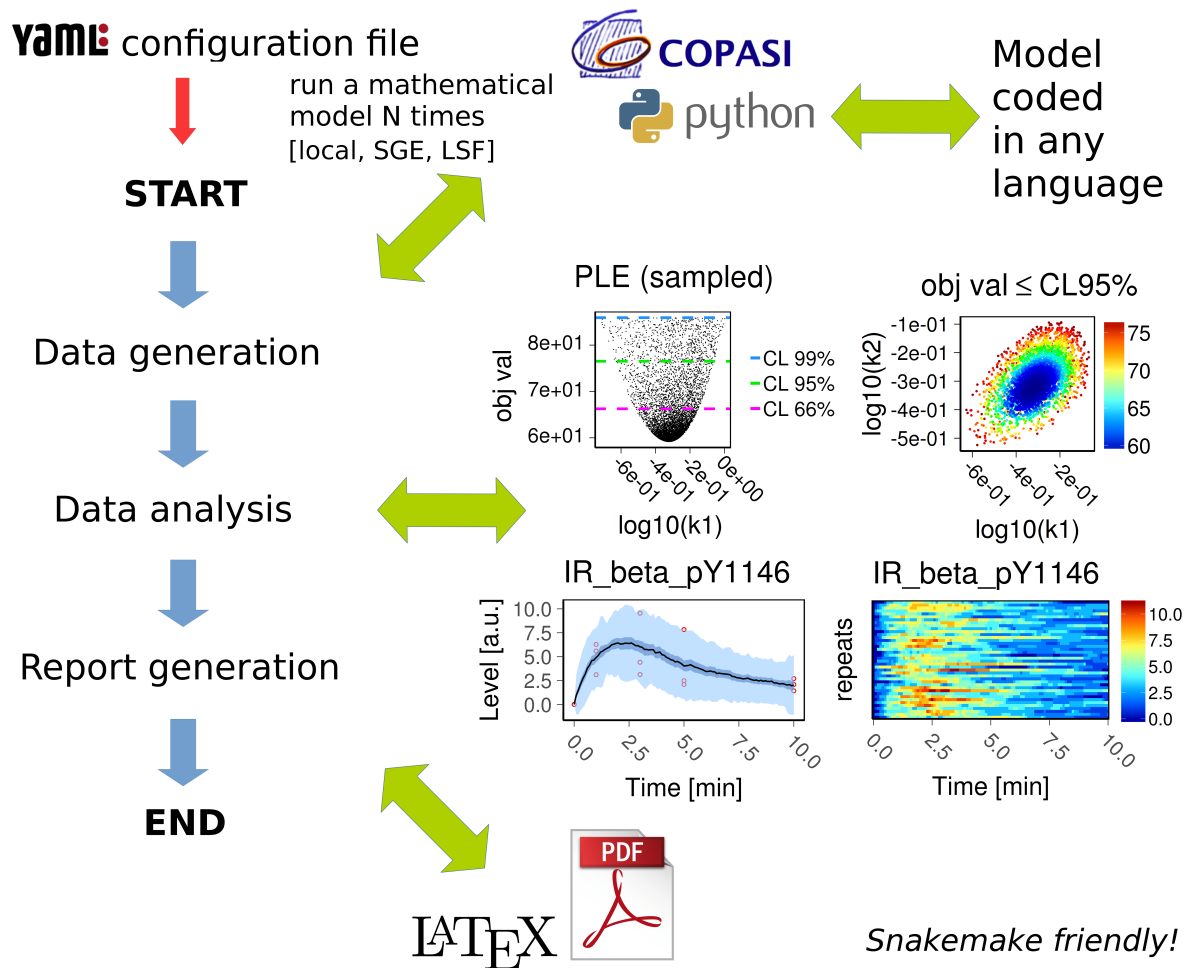 YAML configuration file
run a mathematical
model N times
[local, SGE, LSF]
START
Data generation
Data analysis
Report generation
END
COPASI
python
Model
coded
in any
language
PLE (sampled)
obj val
8e+01
7e+01
6e+01
-6e-01
-4e-01
-2e-01
0e+00
log10(k1)
CL 99%
CL 95%
CL 66%
obj val ≤ CL95%
log10(k2)
-1e-01
-2e-01
-3e-01
-4e-01
-5e-01
-6e-01
-4e-01
-2e-01
log10(k1)
75
70
65
60
IR_beta_pY1146
Level [a.u.]
10.0
7.5
5.0
2.5
0.0
0.0
2.5
5.0
7.5
10.0
Time [min]
IR_beta_pY1146
repeats
0.0
2.5
5.0
7.5
10.0
Time [min]
10.0
7.5
5.0
2.5
0.0
LATEX
PDF
Snakemake friendly!